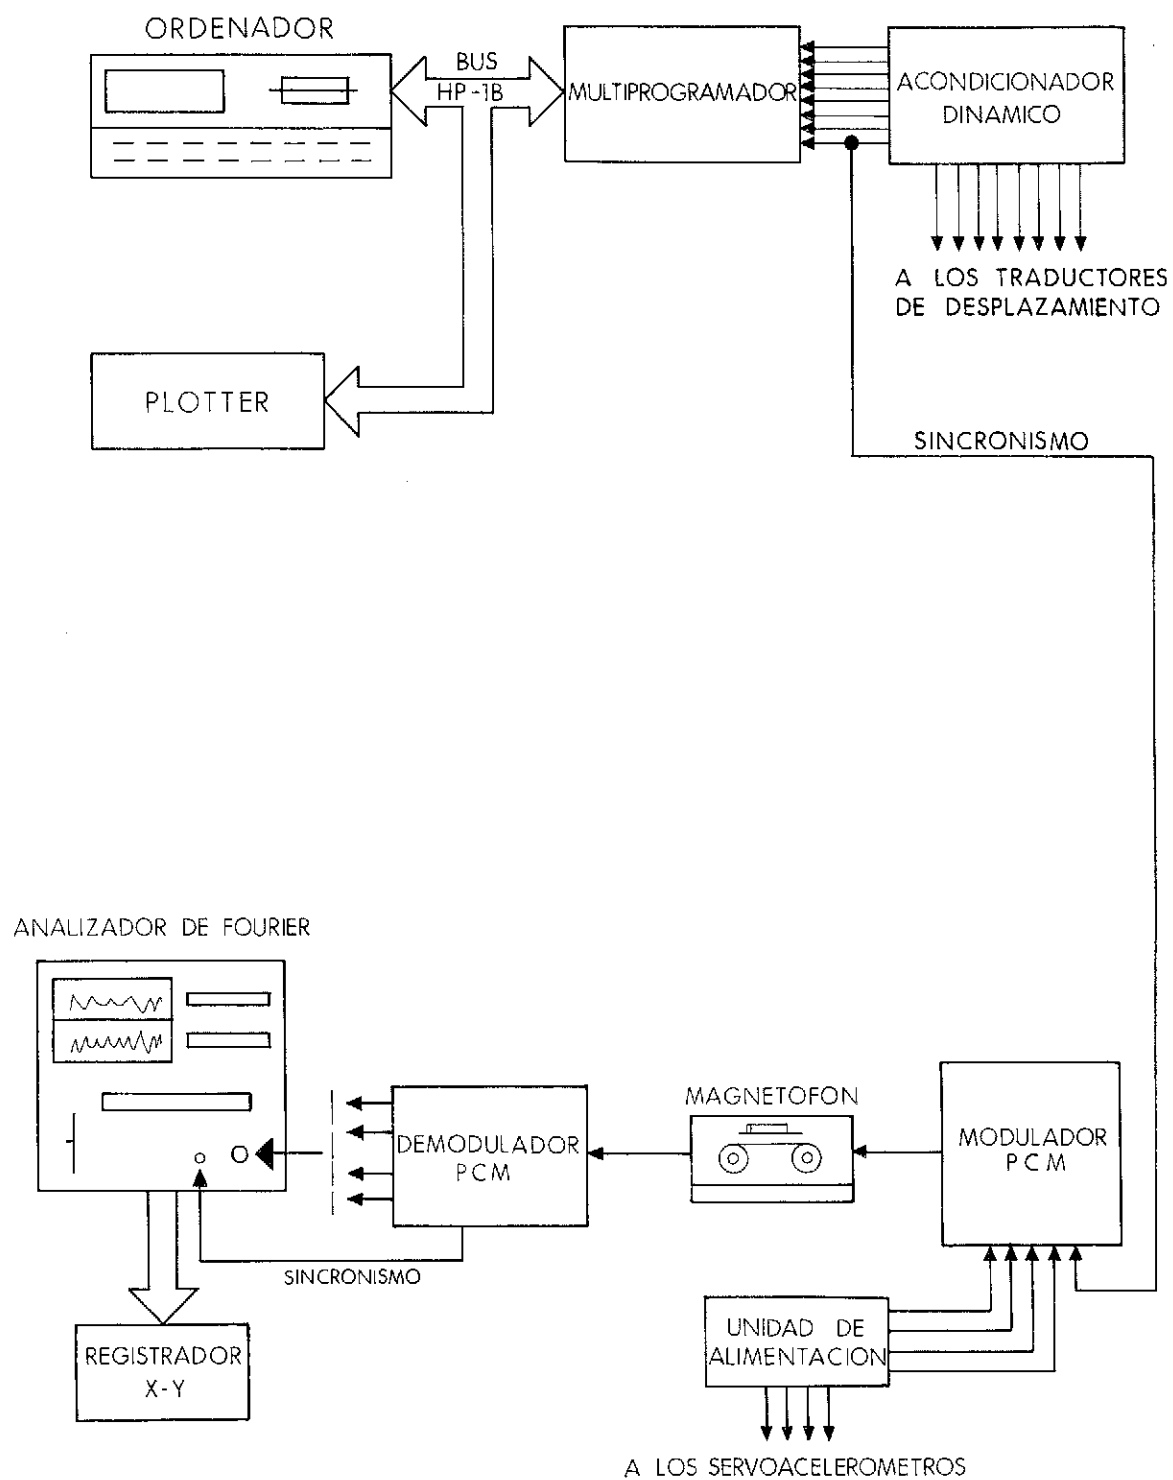 ORDENADOR
BUS
HP-1B
MULTIPROGRAMADOR
ACONDICIONADOR
DINAMICO
A LOS TRADUCTORES
DE DESPLAZAMIENTO
PLOTTER
SINCRONISMO
ANALIZADOR DE FOURIER
MAGNETOFON
DEMODULADOR
PCM
MODULADOR
PCM
SINCRONISMO
UNIDAD DE
ALIMENTACION
REGISTRADOR
X-Y
A LOS SERVOACELEROMETROS